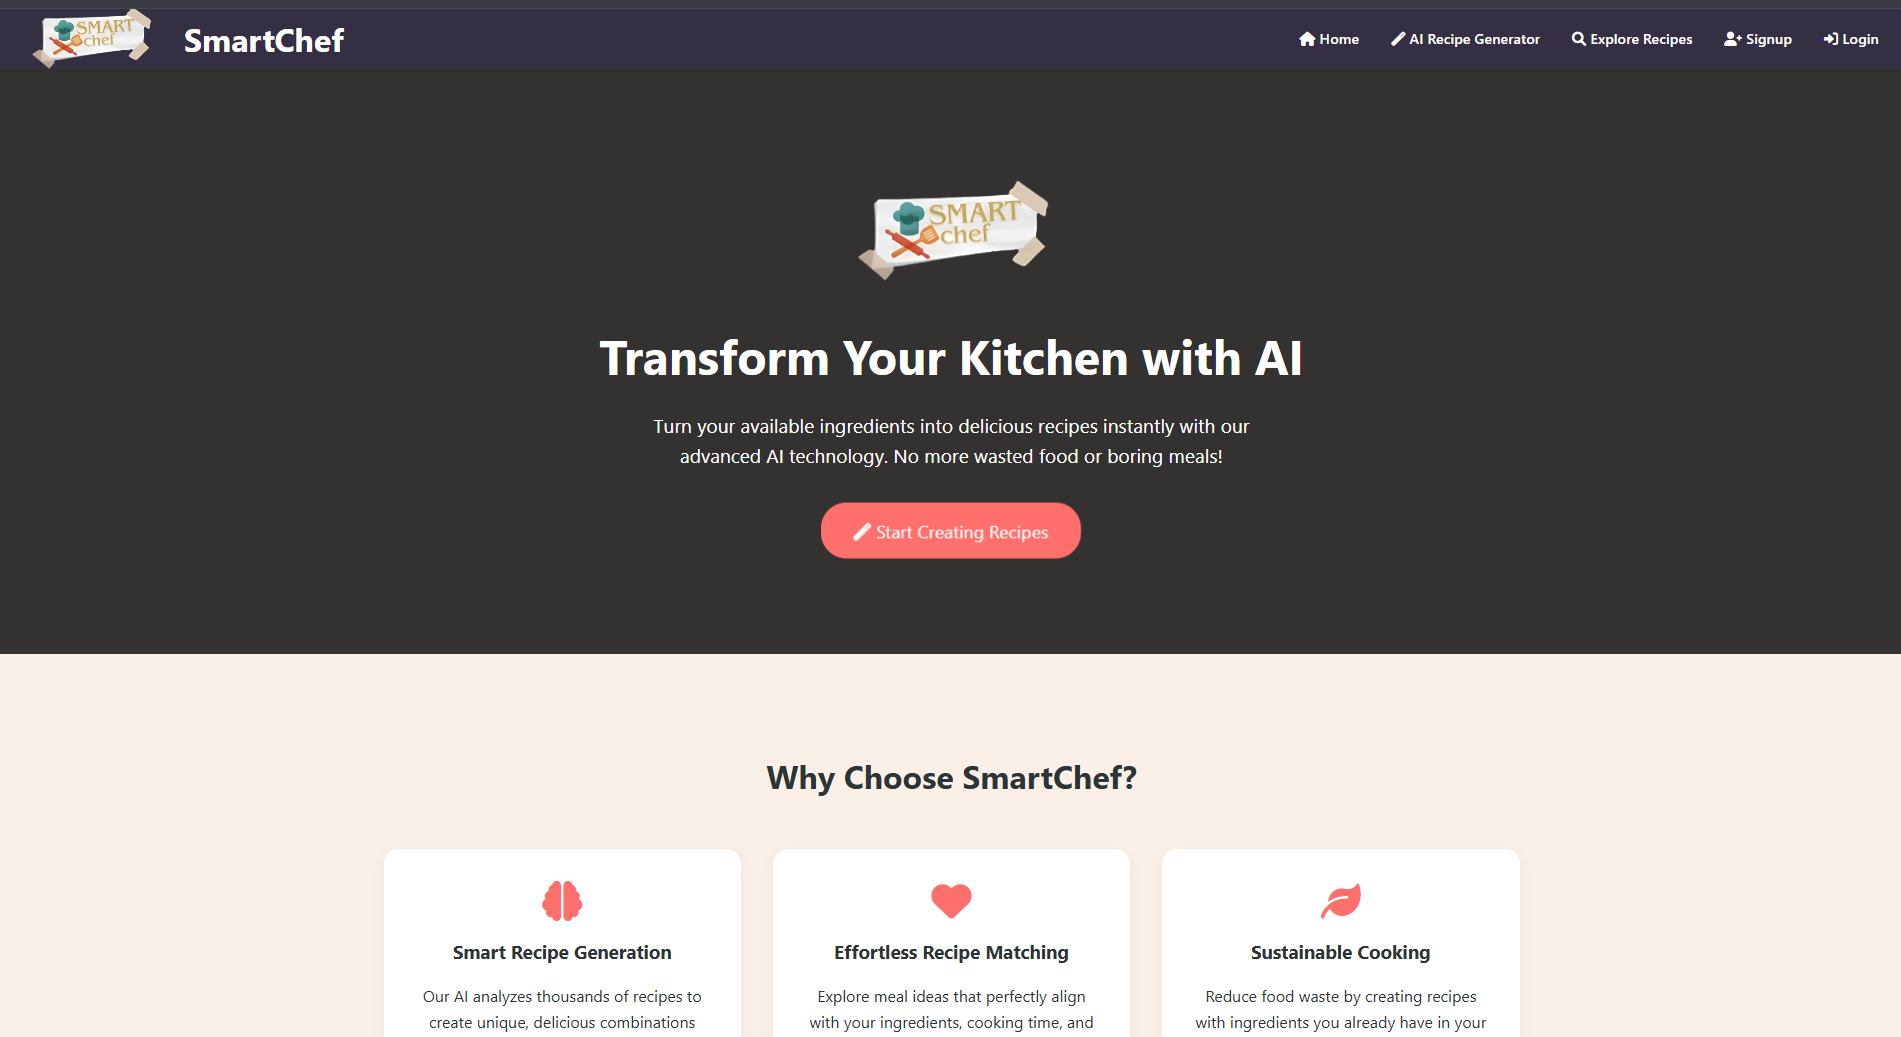 SMART
chef
SmartChef
Home
AI Recipe Generator
Explore Recipes
Signup
Login
SMART
chef
Transform Your Kitchen with AI
Turn your available ingredients into delicious recipes instantly with our
advanced AI technology. No more wasted food or boring meals!
Start Creating Recipes
Why Choose SmartChef?
Smart Recipe Generation
Our AI analyzes thousands of recipes to
create unique, delicious combinations
Effortless Recipe Matching
Explore meal ideas that perfectly align
with your ingredients, cooking time, and
Sustainable Cooking
Reduce food waste by creating recipes
with ingredients you already have in your